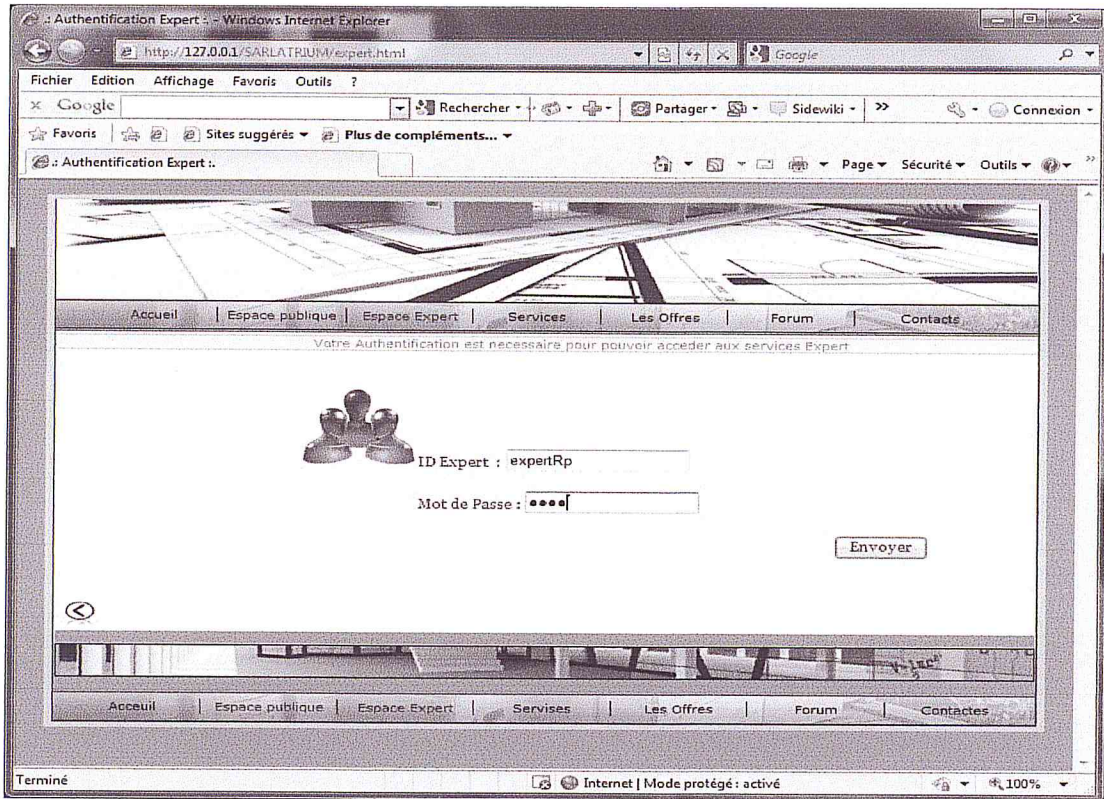 .: Authentification Expert :. - Windows Internet Explorer
http://127.0.0.1/SARLATRIUM/expert.html
Google
Fichier Edition Affichage Favoris Outils ?
x Google Rechercher Partager Sidewiki >> Connexion
Favoris Sites suggérés Plus de compléments...
.: Authentification Expert :. Page Sécurité Outils >>
Accueil | Espace publique | Espace Expert | Services | Les Offres | Forum | Contacts
Votre Authentification est necessaire pour pouvoir acceder aux services Expert
ID Expert : expertRp
Mot de Passe : ••••
Envoyer
Acceuil | Espace publique | Espace Expert | Servises | Les Offres | Forum | Contactes
Terminé Internet | Mode protégé : activé 100%